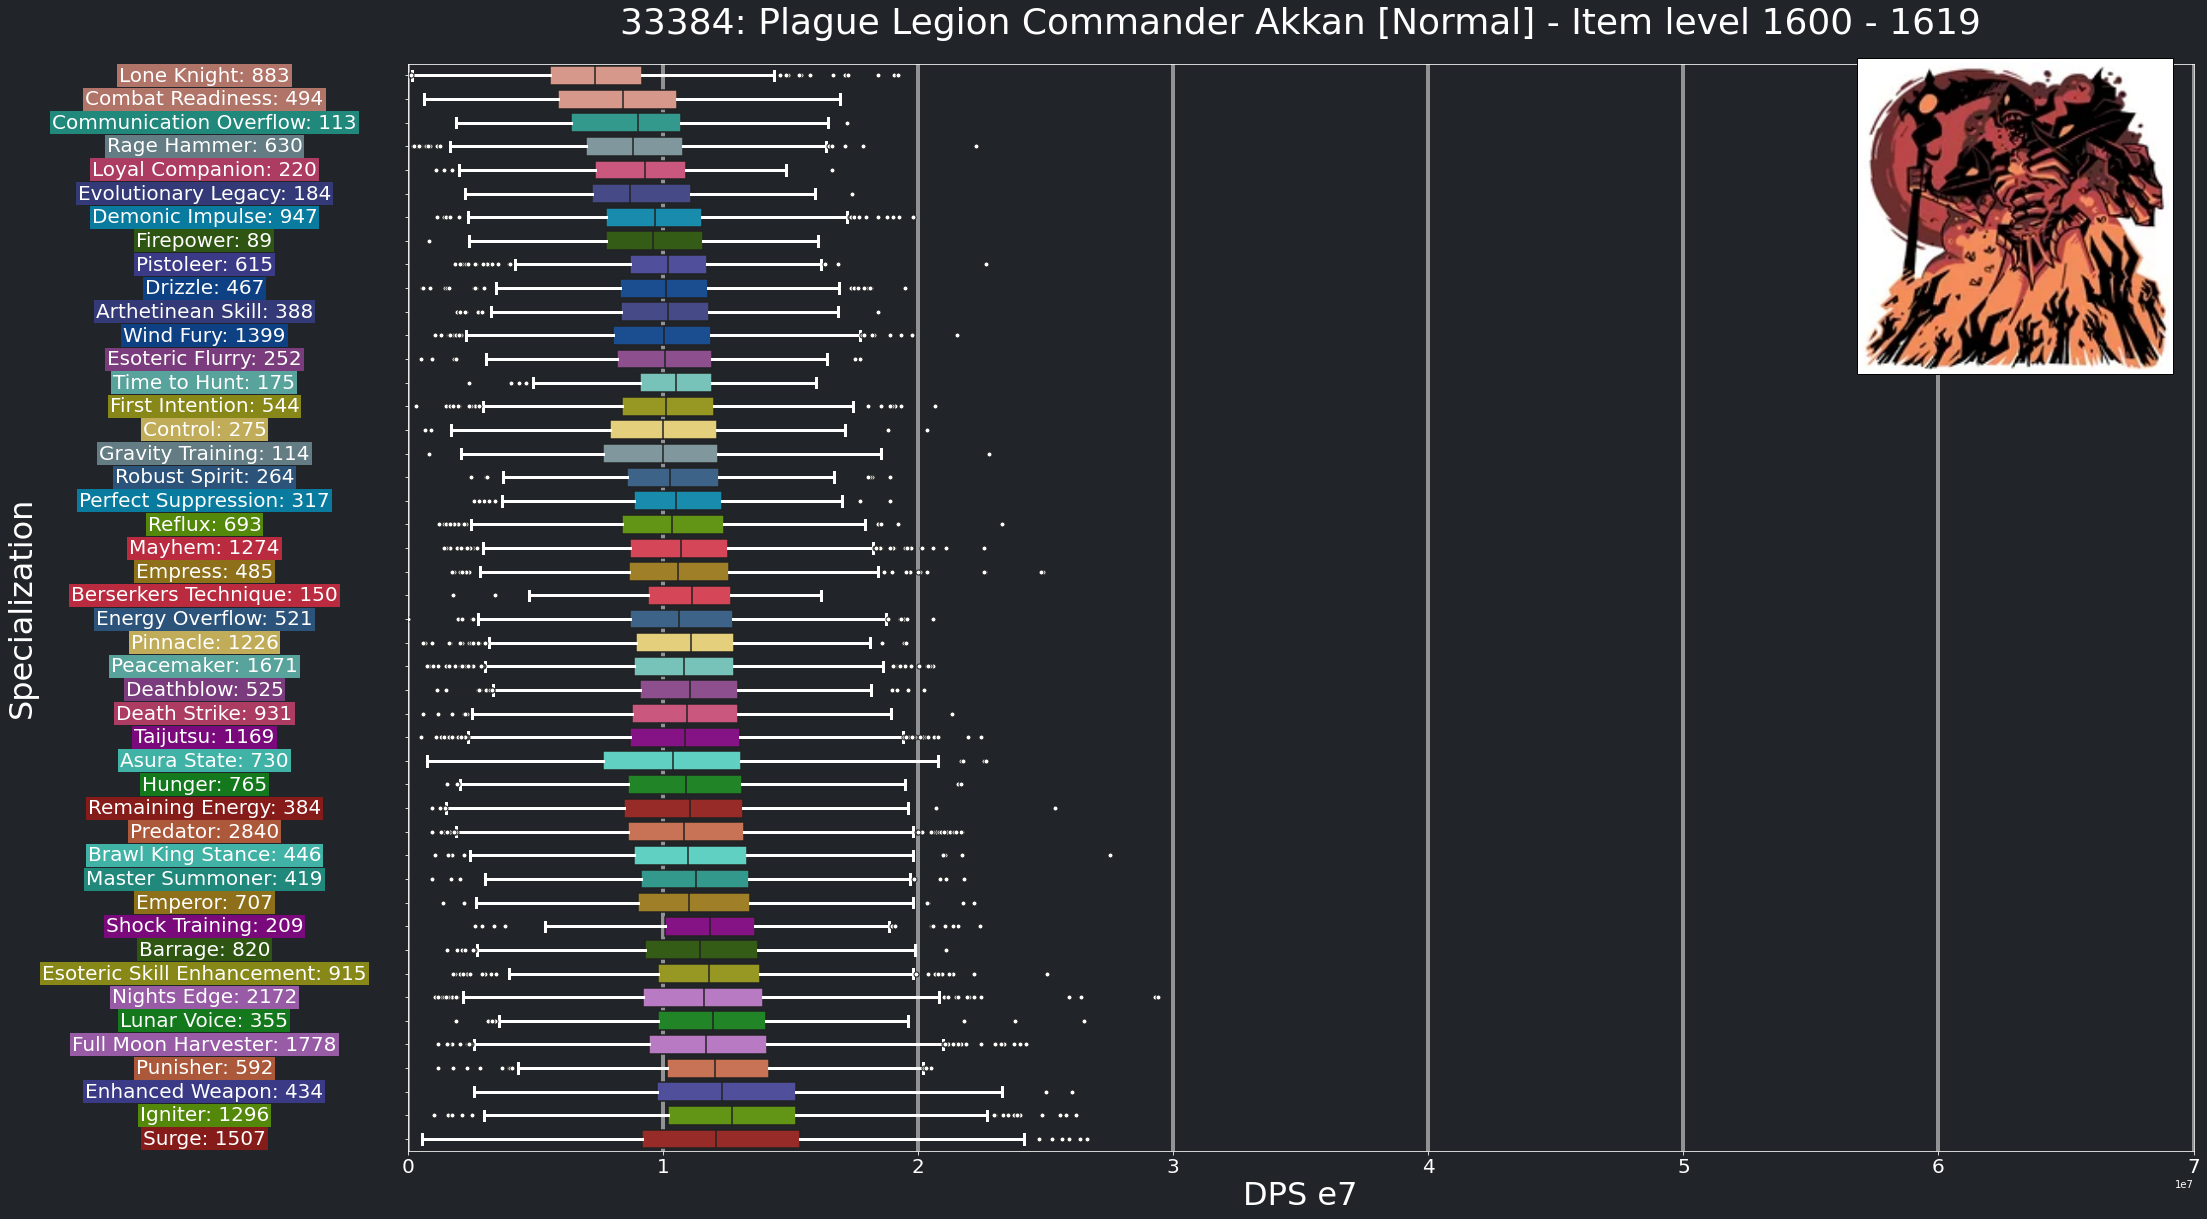 33384: Plague Legion Commander Akkan [Normal] - Item level 1600 - 1619
Specialization
Lone Knight: 883
Combat Readiness: 494
Communication Overflow: 113
Rage Hammer: 630
Loyal Companion: 220
Evolutionary Legacy: 184
Demonic Impulse: 947
Firepower: 89
Pistoleer: 615
Drizzle: 467
Arthetinean Skill: 388
Wind Fury: 1399
Esoteric Flurry: 252
Time to Hunt: 175
First Intention: 544
Control: 275
Gravity Training: 114
Robust Spirit: 264
Perfect Suppression: 317
Reflux: 693
Mayhem: 1274
Empress: 485
Berserkers Technique: 150
Energy Overflow: 521
Pinnacle: 1226
Peacemaker: 1671
Deathblow: 525
Death Strike: 931
Taijutsu: 1169
Asura State: 730
Hunger: 765
Remaining Energy: 384
Predator: 2840
Brawl King Stance: 446
Master Summoner: 419
Emperor: 707
Shock Training: 209
Barrage: 820
Esoteric Skill Enhancement: 915
Nights Edge: 2172
Lunar Voice: 355
Full Moon Harvester: 1778
Punisher: 592
Enhanced Weapon: 434
Igniter: 1296
Surge: 1507
0 1 2 3 4 5 6 7
1e7
DPS e7